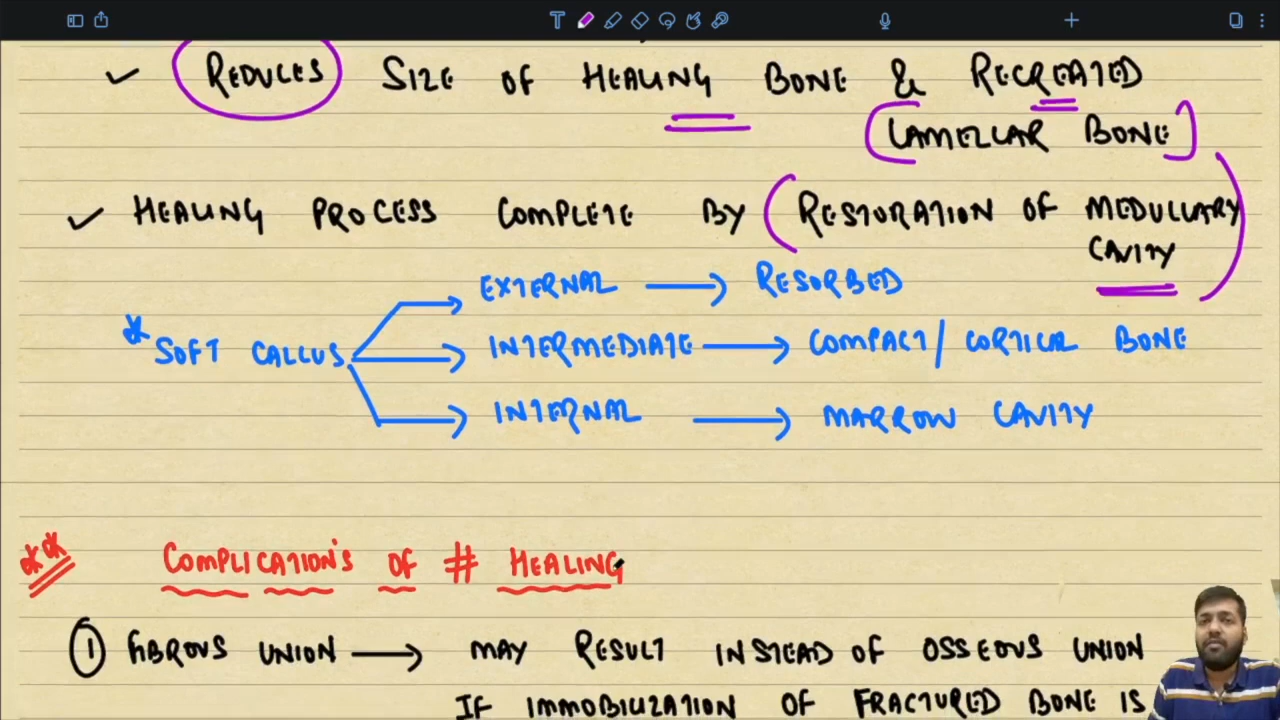 ✓ REDUCES SIZE OF HEALING BONE & RECREATED
[LAMELLAR BONE]
✓ HEALING PROCESS COMPLETE BY (RESTORATION OF MEDULLARY
CAVITY)
EXTERNAL → RESORBED
* SOFT CALLUS → INTERMEDIATE → COMPACT/CORTICAL BONE
INTERNAL → MARROW CAVITY
** COMPLICATION'S OF # HEALING
① FIBROUS UNION → MAY RESULT INSTEAD OF OSSEOUS UNION
IF IMMOBILIZATION OF FRACTURED BONE IS